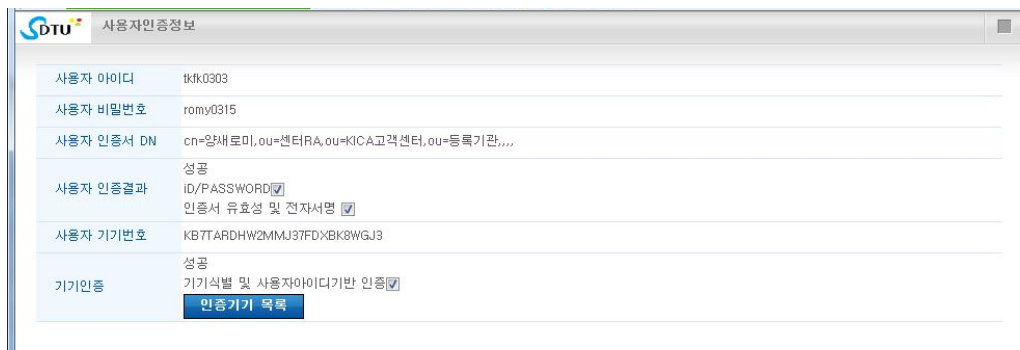 SDTU 사용자인증정보
사용자 아이디 tkfk0303
사용자 비밀번호 romy0315
사용자 인증서 DN cn=양새로미,ou=센터RA,ou=KICA고객센터,ou=등록기관,,,,
사용자 인증결과 성공
iD/PASSWORD
인증서 유효성 및 전자서명
사용자 기기번호 KB7TARDHW2MMJ37FDXBK8WGJ3
기기인증 성공
기기식별 및 사용자아이디기반 인증
인증기기 목록